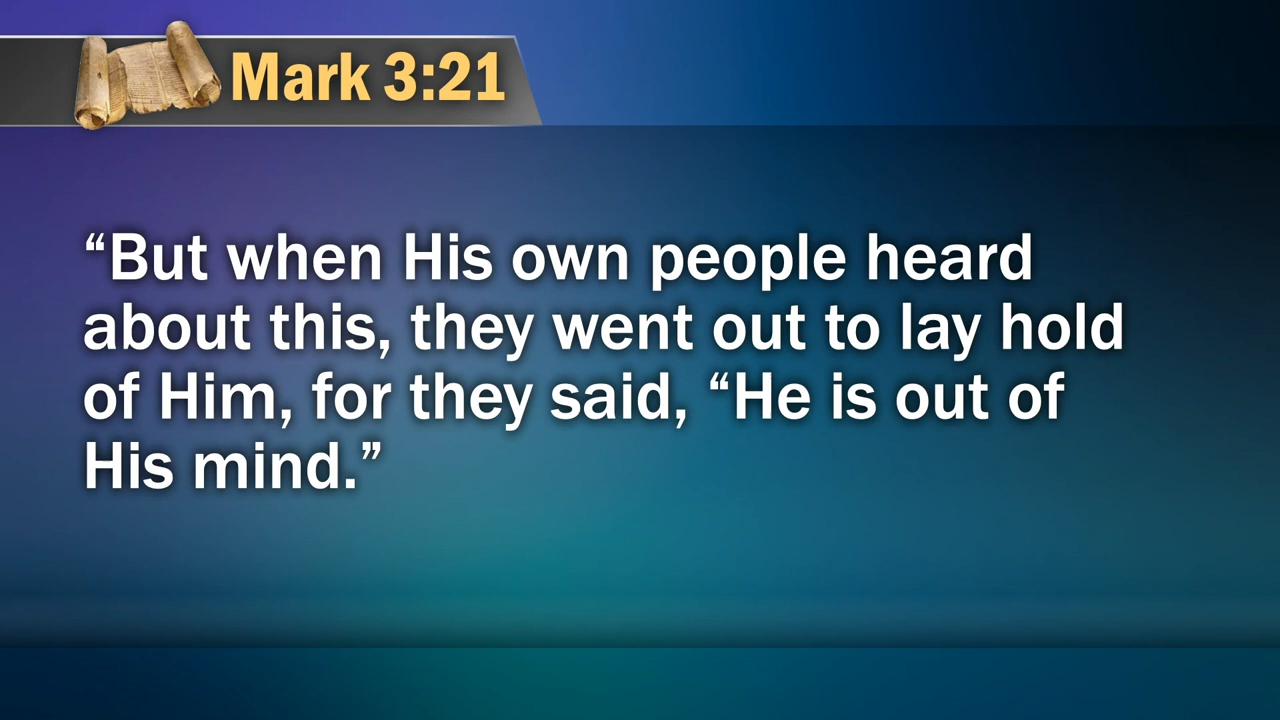 Mark 3:21
“But when His own people heard
about this, they went out to lay hold
of Him, for they said, “He is out of
His mind.”